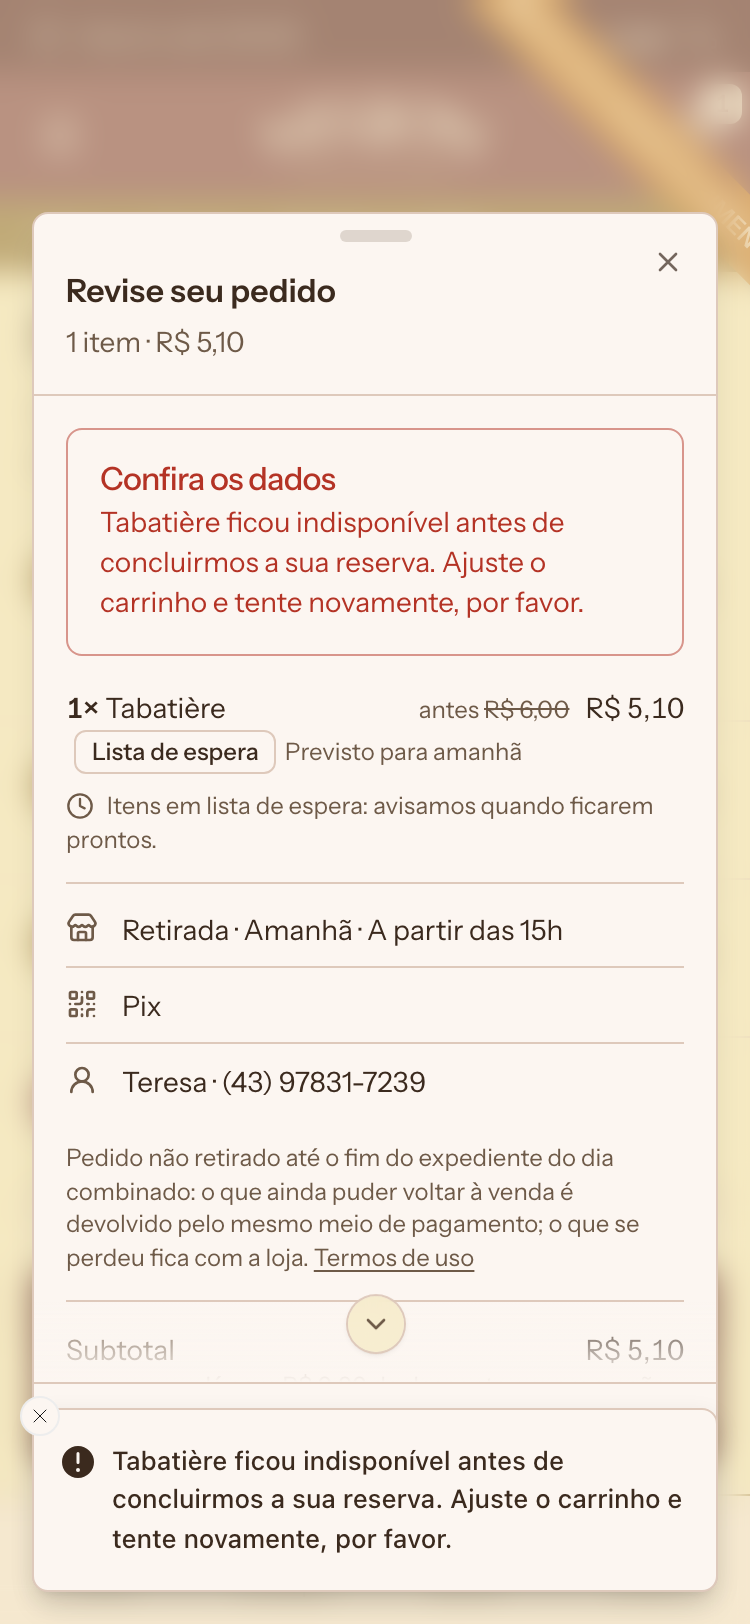 Revise seu pedido
1 item · R$ 5,10
Confira os dados
Tabatière ficou indisponível antes de
concluirmos a sua reserva. Ajuste o
carrinho e tente novamente, por favor.
1× Tabatière antes R$ 6,00 R$ 5,10
Lista de espera Previsto para amanhã
Itens em lista de espera: avisamos quando ficarem
prontos.
Retirada · Amanhã · A partir das 15h
Pix
Teresa · (43) 97831-7239
Pedido não retirado até o fim do expediente do dia
combinado: o que ainda puder voltar à venda é
devolvido pelo mesmo meio de pagamento; o que se
perdeu fica com a loja. Termos de uso
Subtotal R$ 5,10
Tabatière ficou indisponível antes de
concluirmos a sua reserva. Ajuste o carrinho e
tente novamente, por favor.